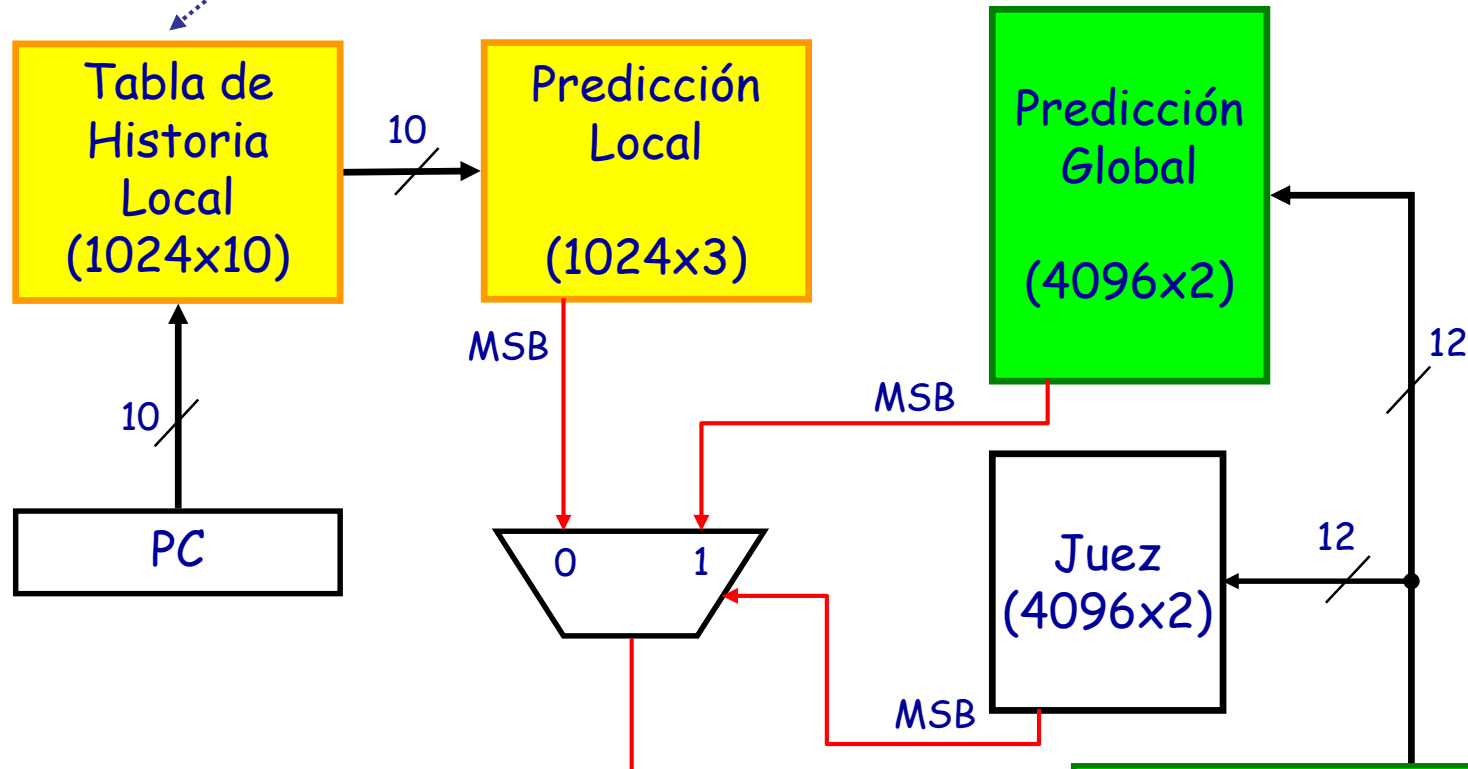 Tabla de
Historia
Local
(1024x10)
10
Predicción
Local
(1024x3)
Predicción
Global
(4096x2)
MSB
MSB
12
10
PC
0
1
Juez
(4096x2)
12
MSB